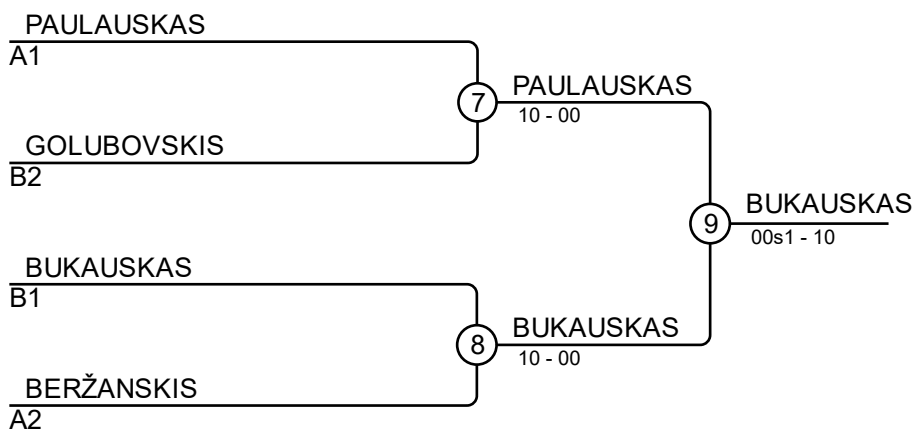 PAULAUSKAS
A1
7
PAULAUSKAS
10 - 00
GOLUBOVSKIS
B2
9
BUKAUSKAS
00s1 - 10
BUKAUSKAS
B1
8
BUKAUSKAS
10 - 00
BERŽANSKIS
A2